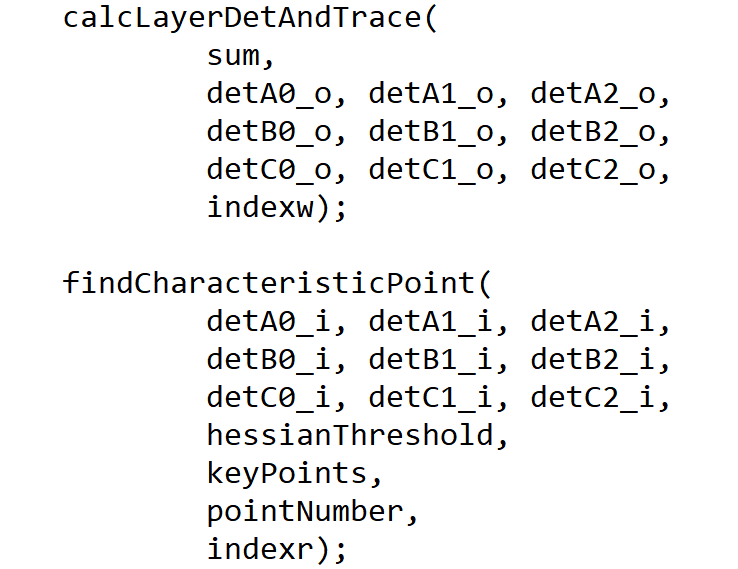 calcLayerDetAndTrace(
sum,
detA0_o, detA1_o, detA2_o,
detB0_o, detB1_o, detB2_o,
detC0_o, detC1_o, detC2_o,
indexw);
findCharacteristicPoint(
detA0_i, detA1_i, detA2_i,
detB0_i, detB1_i, detB2_i,
detC0_i, detC1_i, detC2_i,
hessianThreshold,
keyPoints,
pointNumber,
indexr);